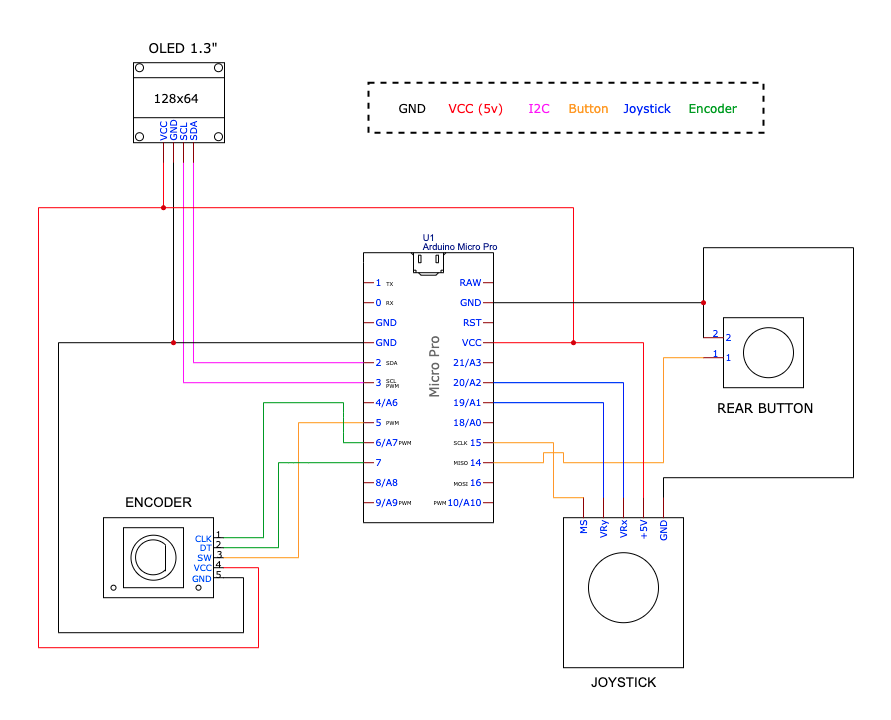 OLED 1.3"
128x64
VCC
GND
SCL
SDA
GND VCC (5v) I2C Button Joystick Encoder
U1
Arduino Micro Pro
Micro Pro
1 TX
0 RX
GND
GND
2 SDA
3 SCL PWM
4/A6
5 PWM
6/A7 PWM
7
8/A8
9/A9 PWM
RAW
GND
RST
VCC
21/A3
20/A2
19/A1
18/A0
SCLK 15
MISO 14
MOSI 16
PWM 10/A10
2 2
1 1
REAR BUTTON
ENCODER
CLK 1
DT 2
SW 3
VCC 4
GND 5
MS
VRy
VRx
+5V
GND
JOYSTICK